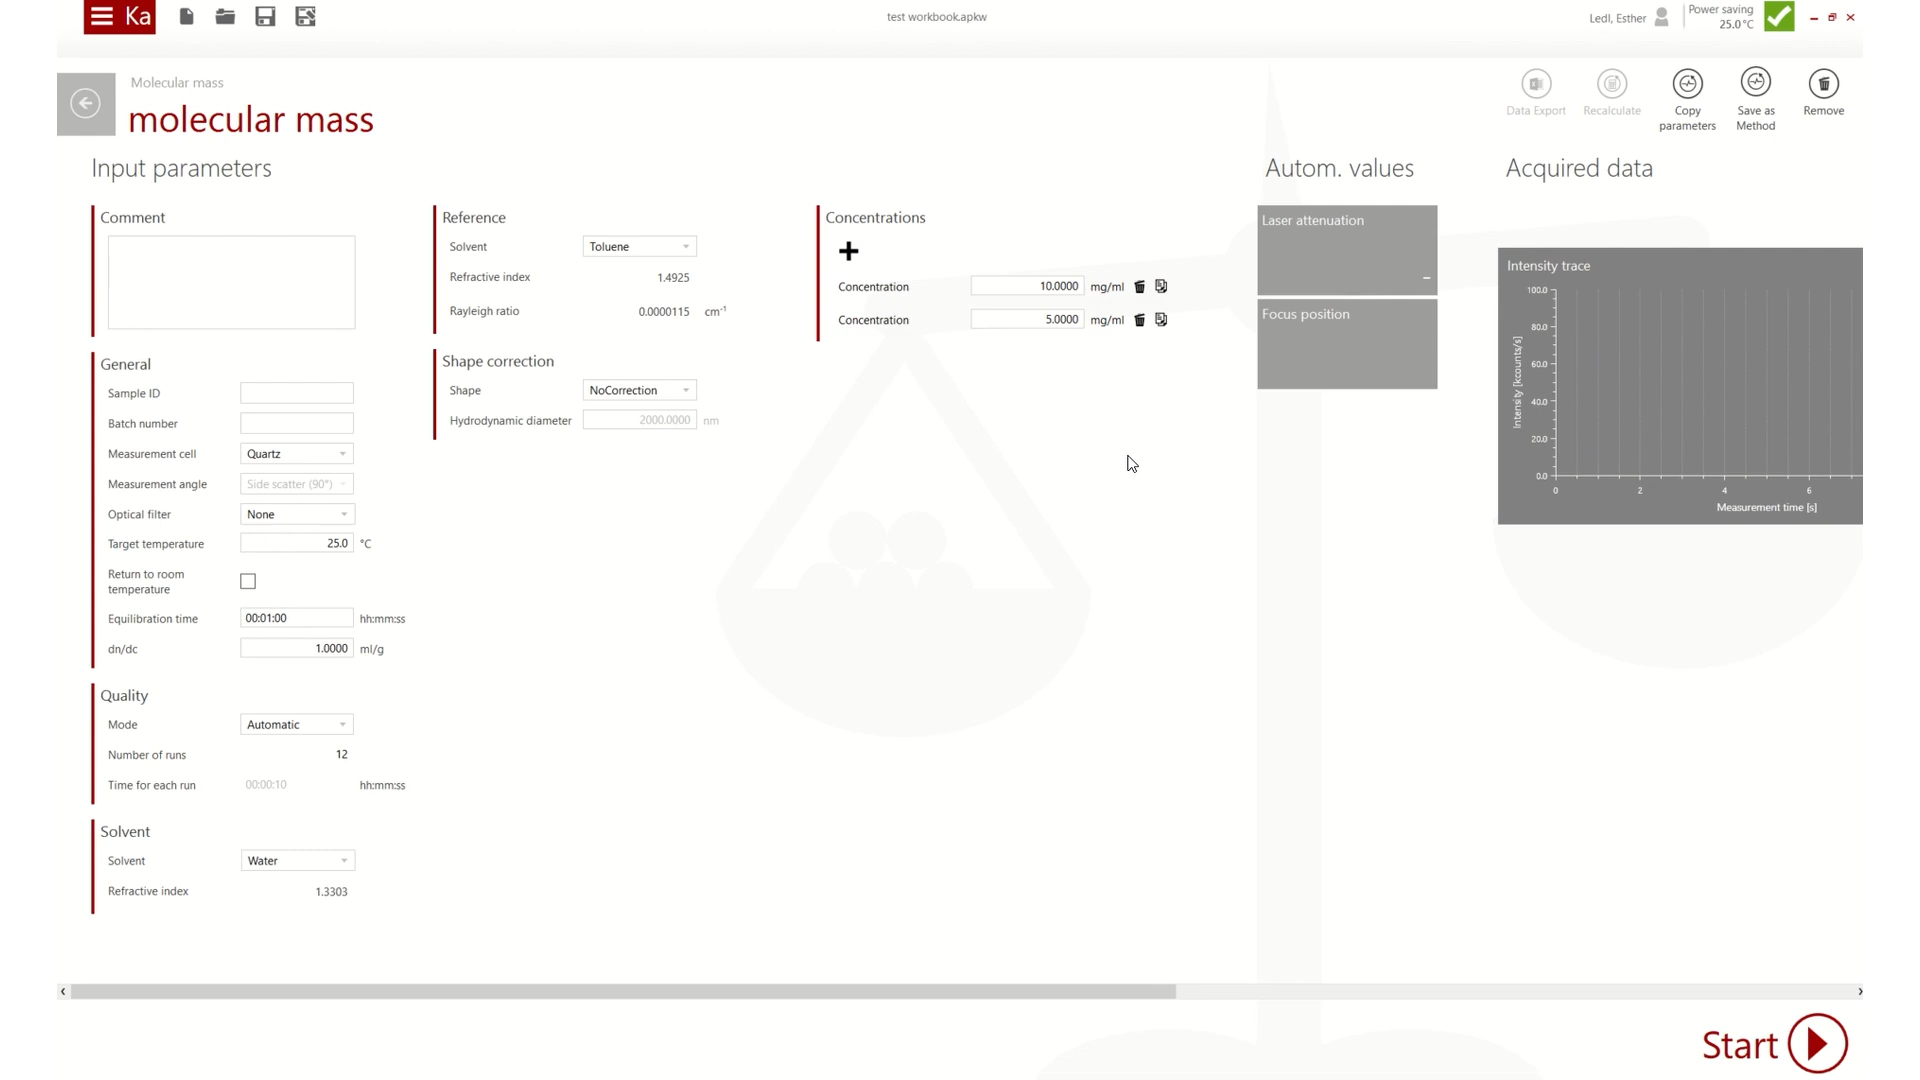 Ka
test workbook.apkw
Ledl, Esther
Power saving
25.0 °C
Molecular mass
molecular mass
Data Export
Recalculate
Copy
parameters
Save as
Method
Remove
Input parameters
Autom. values
Acquired data
Comment
General
Sample ID
Batch number
Measurement cell Quartz
Measurement angle Side scatter (90°)
Optical filter None
Target temperature 25.0 °C
Return to room
temperature
Equilibration time 00:01:00 hh:mm:ss
dn/dc 1.0000 ml/g
Quality
Mode Automatic
Number of runs 12
Time for each run 00:00:10 hh:mm:ss
Solvent
Solvent Water
Refractive index 1.3303
Reference
Solvent Toluene
Refractive index 1.4925
Rayleigh ratio 0.0000115 cm⁻¹
Shape correction
Shape NoCorrection
Hydrodynamic diameter 2000.0000 nm
Concentrations
Concentration 10.0000 mg/ml
Concentration 5.0000 mg/ml
Laser attenuation
–
Focus position
Intensity trace
Intensity [kcounts/s]
100.0
80.0
60.0
40.0
20.0
0.0
0 2 4 6
Measurement time [s]
Start